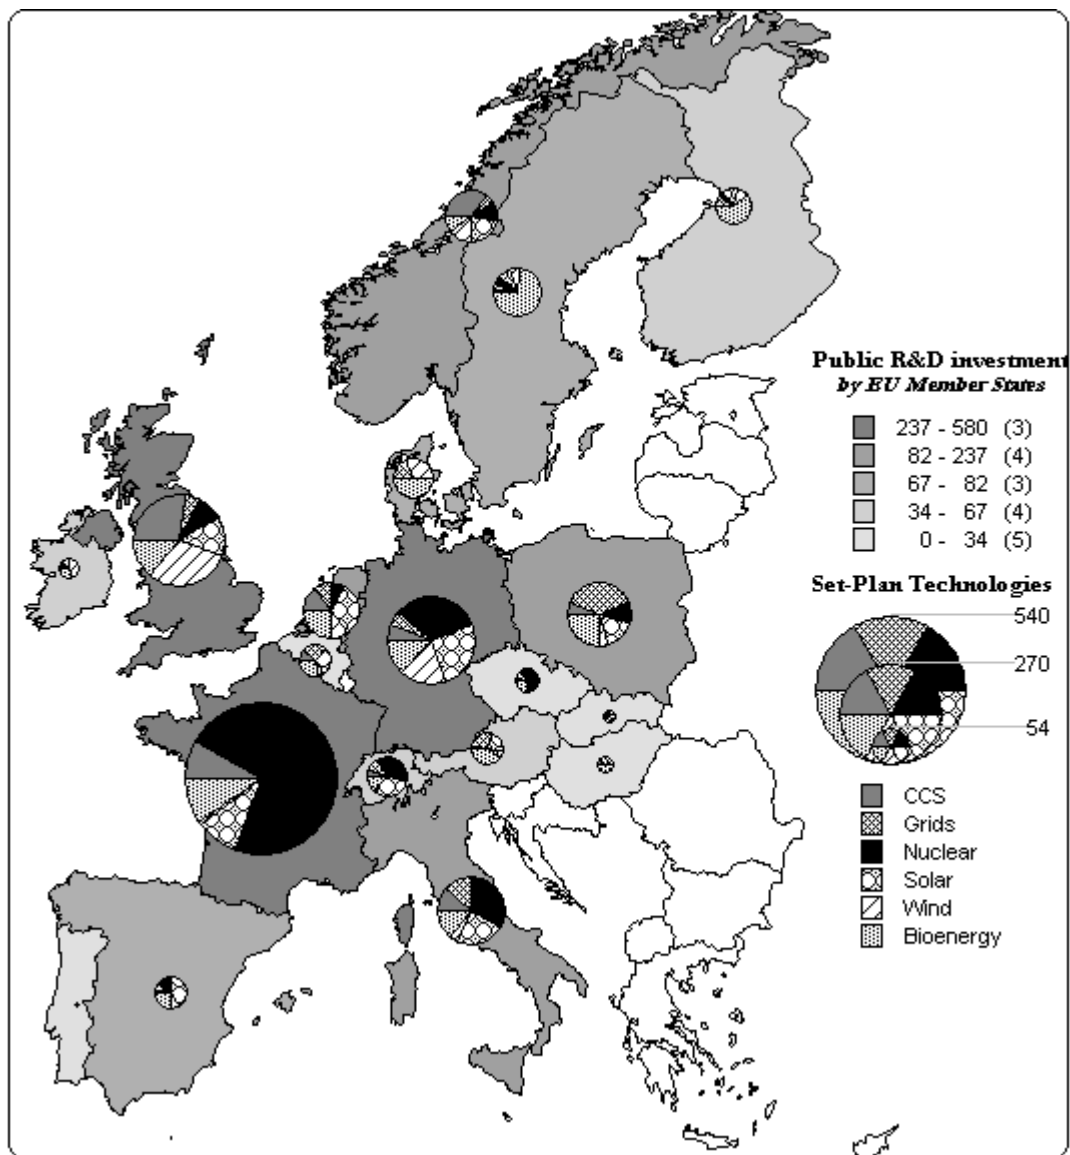 Public R&D investment
by EU Member States
237 - 580 (3)
82 - 237 (4)
67 - 82 (3)
34 - 67 (4)
0 - 34 (5)
Set-Plan Technologies
540
270
54
CCS
Grids
Nuclear
Solar
Wind
Bioenergy